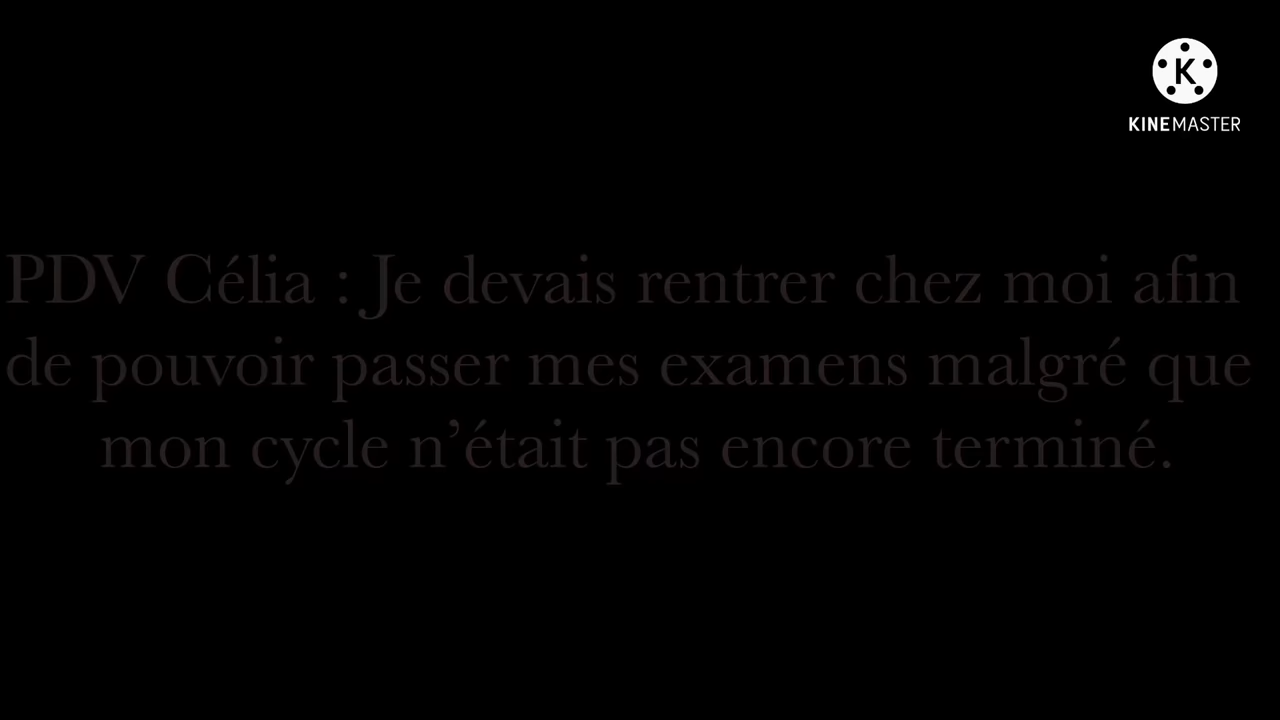 K
KINEMASTER
PDV Célia : Je devais rentrer chez moi afin
de pouvoir passer mes examens malgré que
mon cycle n’était pas encore terminé.